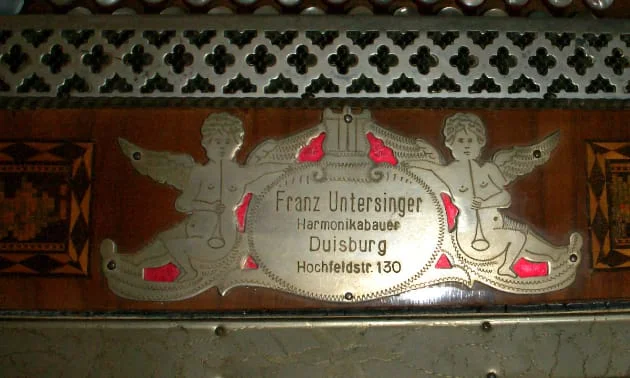 Franz Untersinger
Harmonikabauer
Duisburg
Hochfeldstr. 130